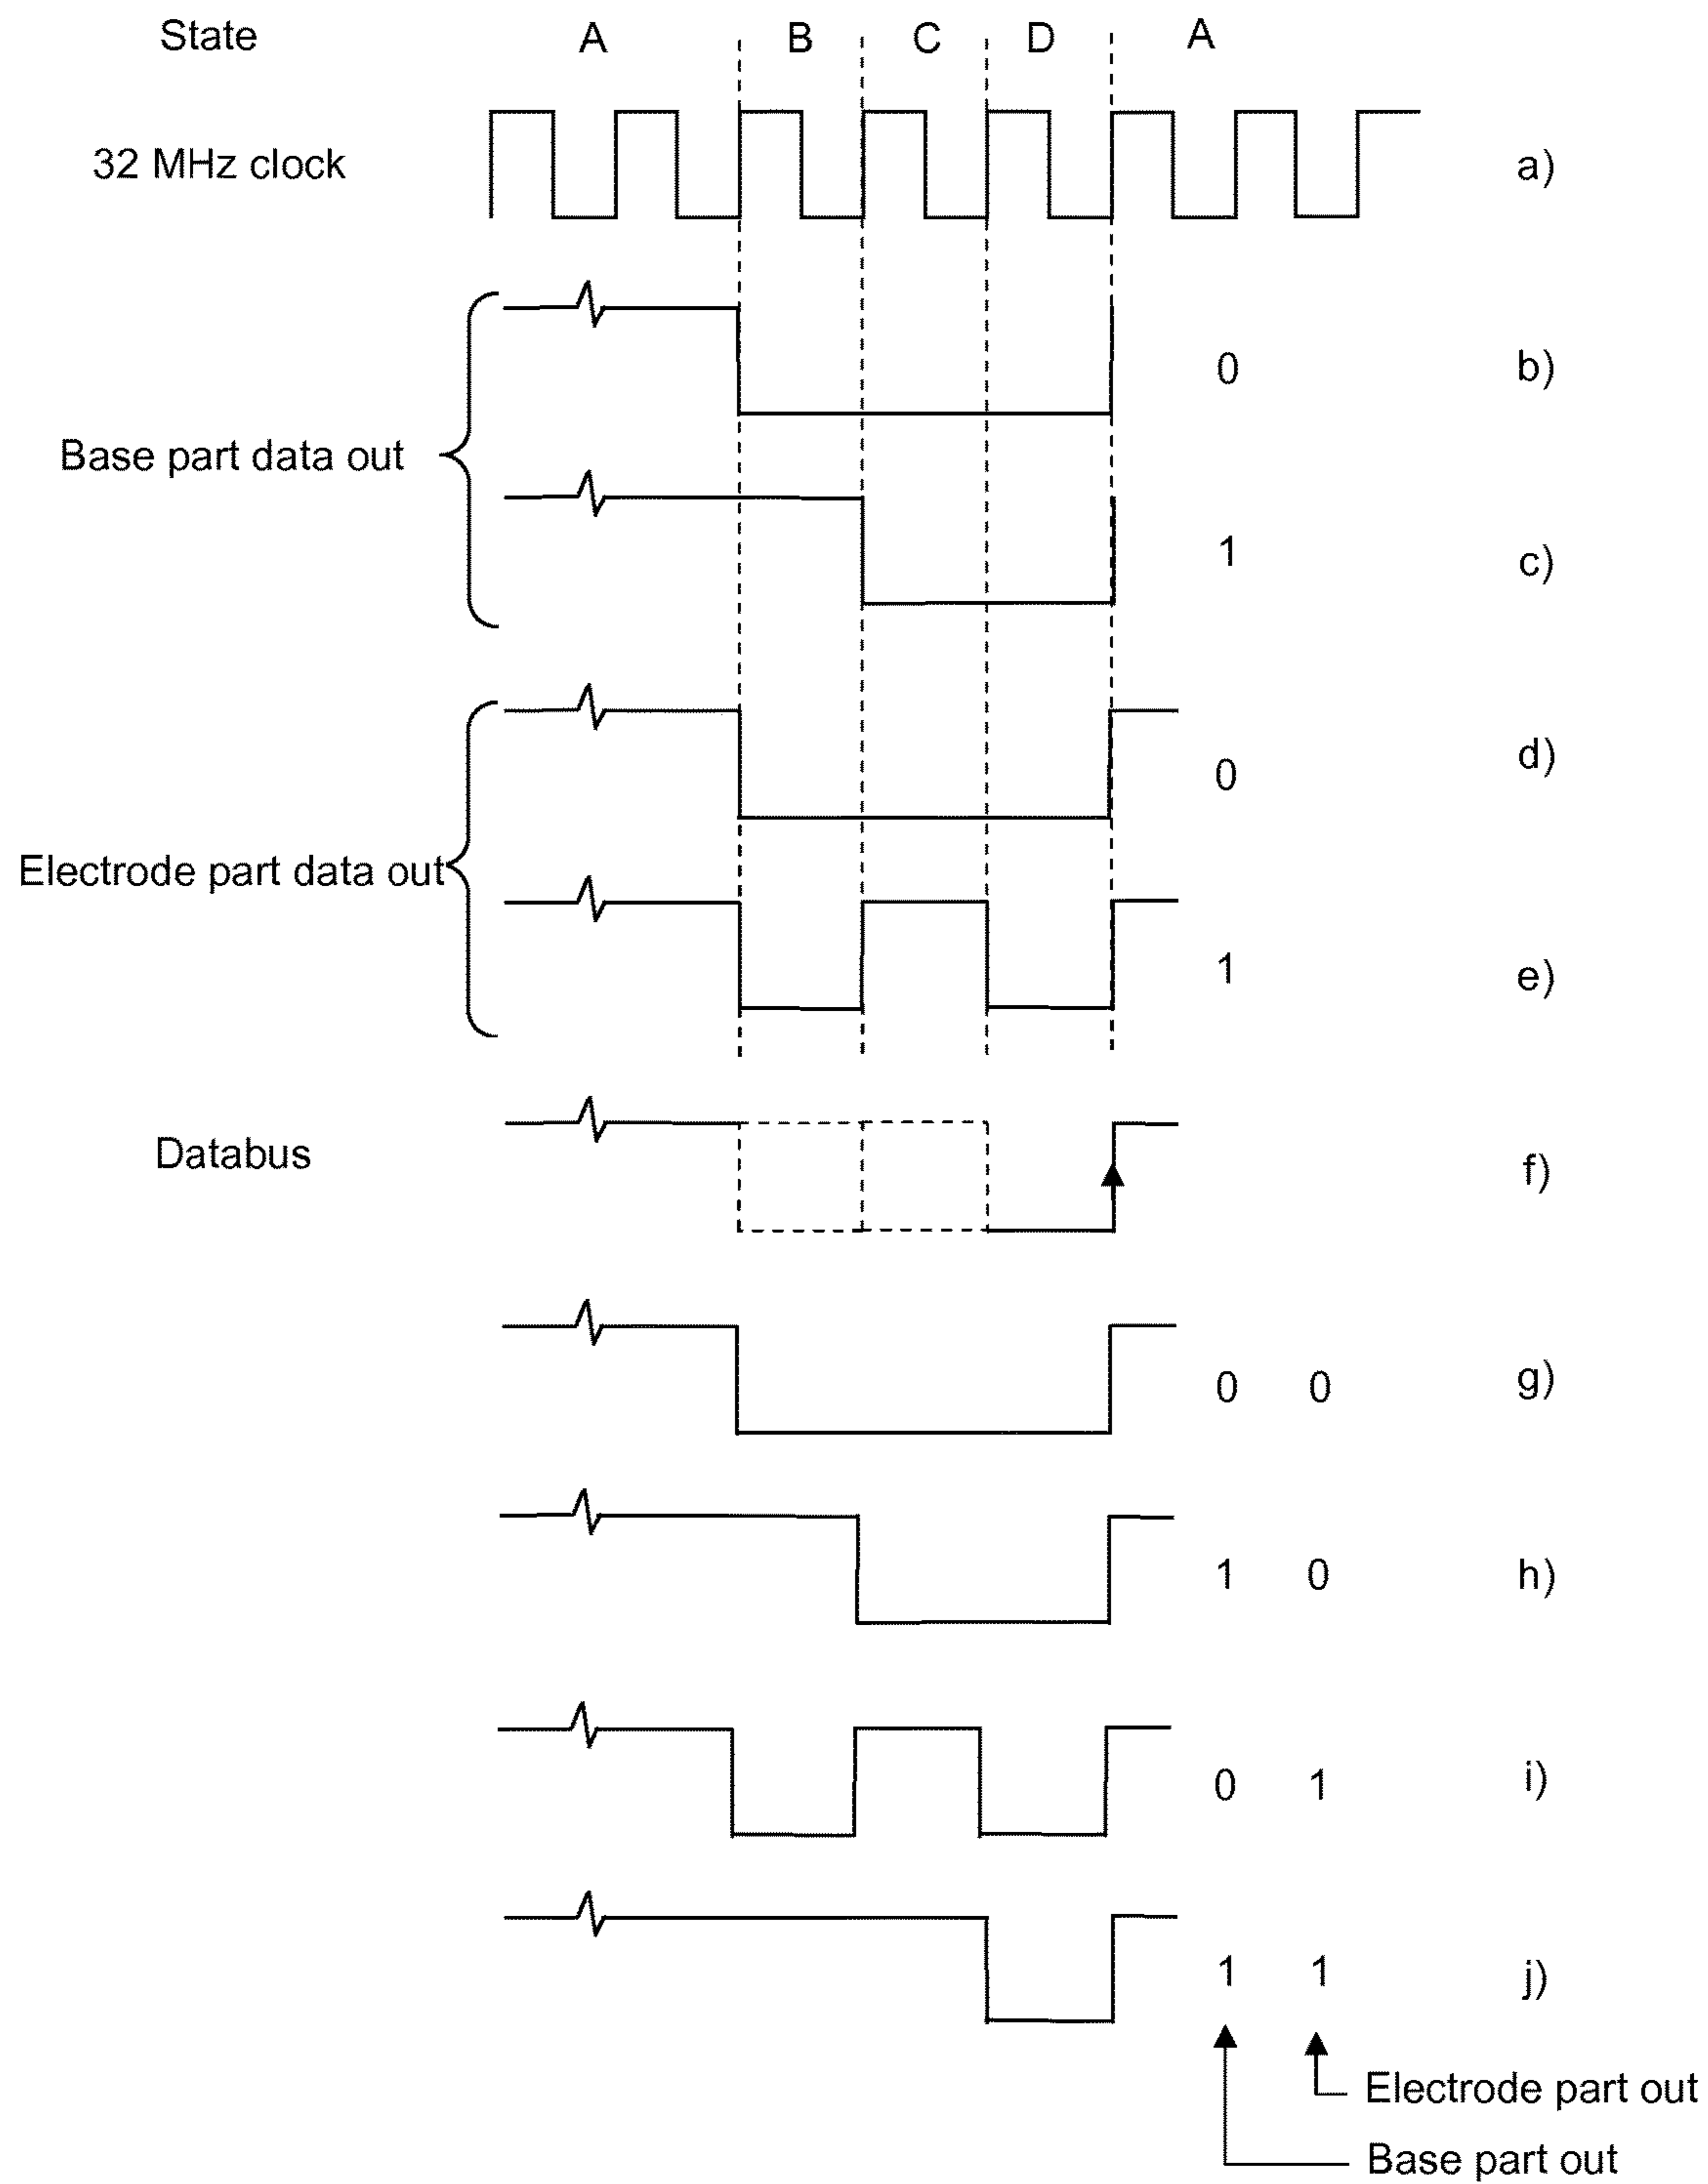 State A B C D A
32 MHz clock a)
0 b)
Base part data out
1 c)
0 d)
Electrode part data out
1 e)
Databus f)
0 0 g)
1 0 h)
0 1 i)
1 1 j)
Electrode part out
Base part out